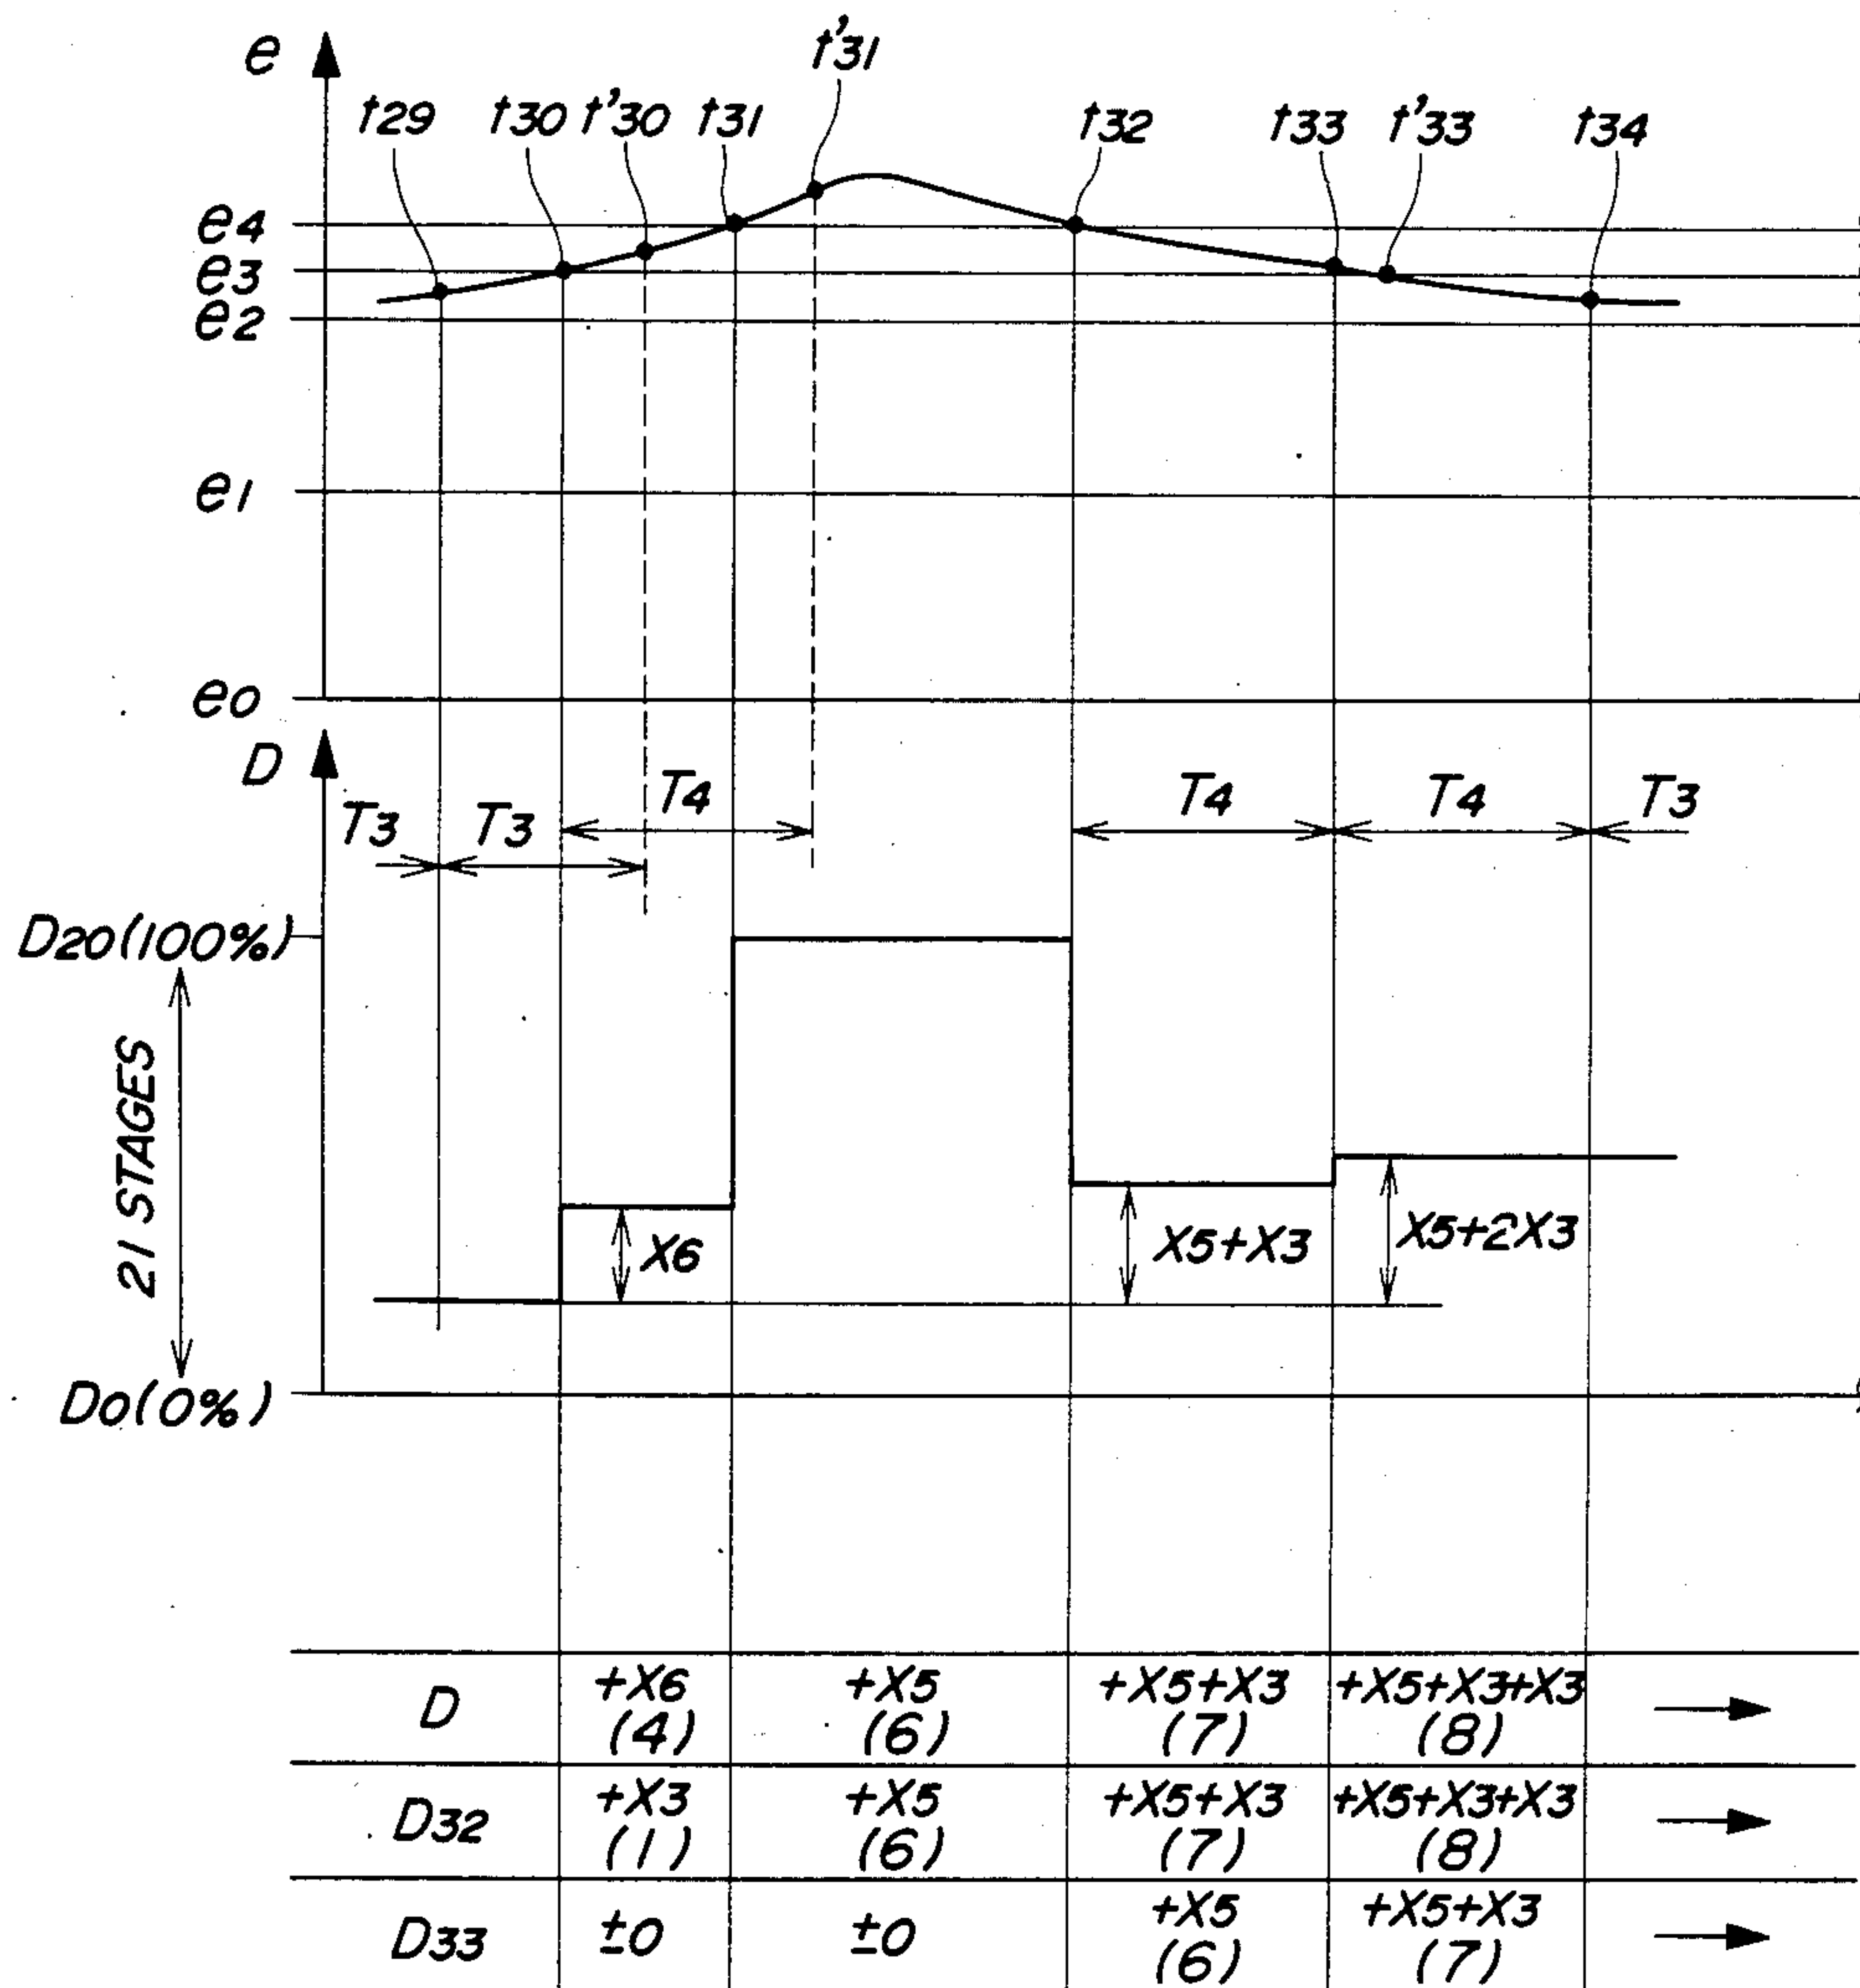 e
t'31
t29 t30 t'30 t31 t32 t33 t'33 t34
e4
e3
e2
e1
e0
D
T3 T3 T4 T4 T4 T3
D20(100%)
21 STAGES
X6 X5+X3 X5+2X3
D0(0%)
D +X6 +X5 +X5+X3 +X5+X3+X3
(4) (6) (7) (8)
D32 +X3 +X5 +X5+X3 +X5+X3+X3
(1) (6) (7) (8)
D33 ±0 ±0 +X5 +X5+X3
(6) (7)